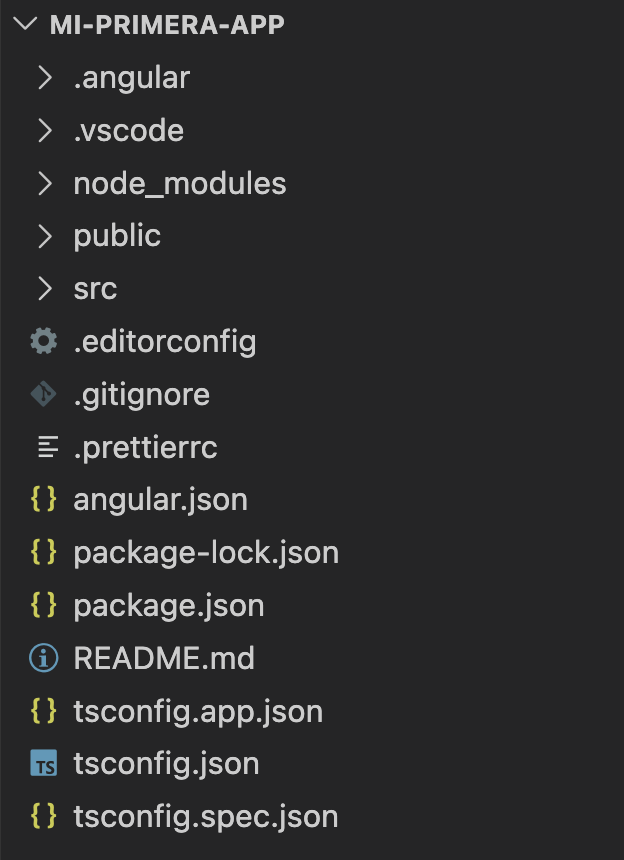 MI-PRIMERA-APP
.angular
.vscode
node_modules
public
src
.editorconfig
.gitignore
.prettierrc
{} angular.json
{} package-lock.json
{} package.json
README.md
{} tsconfig.app.json
TS tsconfig.json
{} tsconfig.spec.json